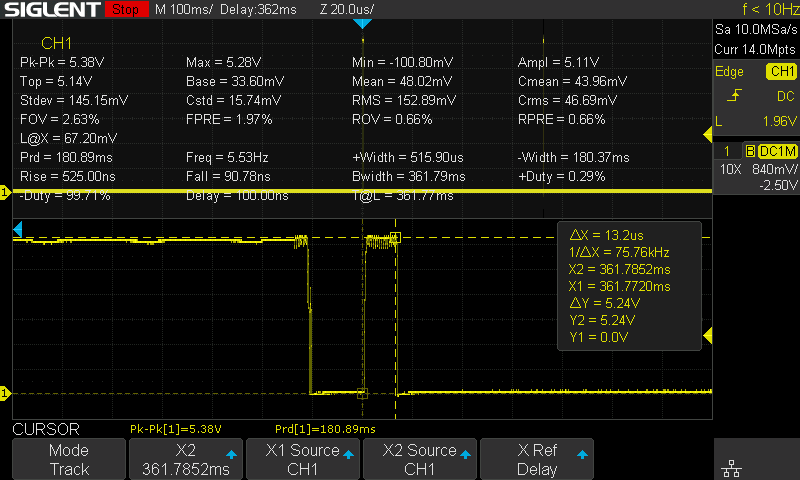 SIGLENT Stop M 100ms/ Delay:362ms Z 20.0us/ f < 10Hz
Sa 10.0MSa/s
Curr 14.0Mpts
CH1
Pk-Pk = 5.38V Max = 5.28V Min = -100.80mV Ampl = 5.11V
Top = 5.14V Base = 33.60mV Mean = 48.02mV Cmean = 43.96mV
Stdev = 145.15mV Cstd = 15.74mV RMS = 152.89mV Crms = 46.69mV
FOV = 2.63% FPRE = 1.97% ROV = 0.66% RPRE = 0.66%
L@X = 67.20mV
Prd = 180.89ms Freq = 5.53Hz +Width = 515.90us -Width = 180.37ms
Rise = 525.00ns Fall = 90.78ns Bwidth = 361.79ms +Duty = 0.29%
-Duty = 99.71% Delay = 100.00ns T@L = 361.77ms
Edge CH1
DC
L 1.96V
1 B DC1M
10X 840mV/
-2.50V
1
ΔX = 13.2us
1/ΔX = 75.76kHz
X2 = 361.7852ms
X1 = 361.7720ms
ΔY = 5.24V
Y2 = 5.24V
Y1 = 0.0V
1
CURSOR Pk-Pk[1]=5.38V Prd[1]=180.89ms
Mode X2 X1 Source X2 Source X Ref
Track 361.7852ms CH1 CH1 Delay